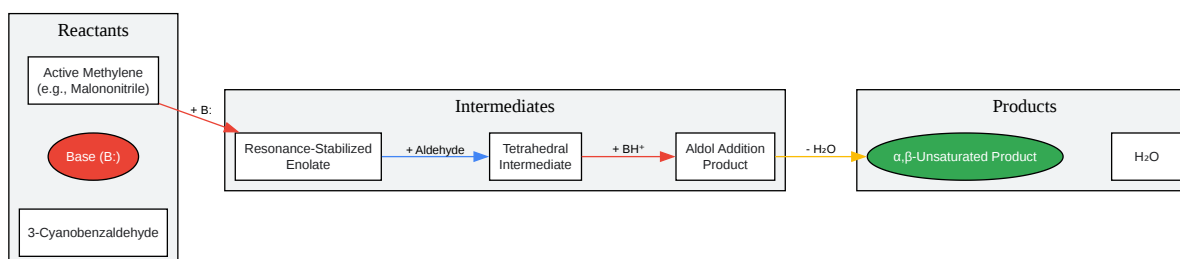 Reactants
Active Methylene
(e.g., Malononitrile)
+ B:
Base (B:)
3-Cyanobenzaldehyde
Intermediates
Resonance-Stabilized
Enolate
+ Aldehyde
Tetrahedral
Intermediate
+ BH⁺
Aldol Addition
Product
- H₂O
Products
α,β-Unsaturated Product
H₂O